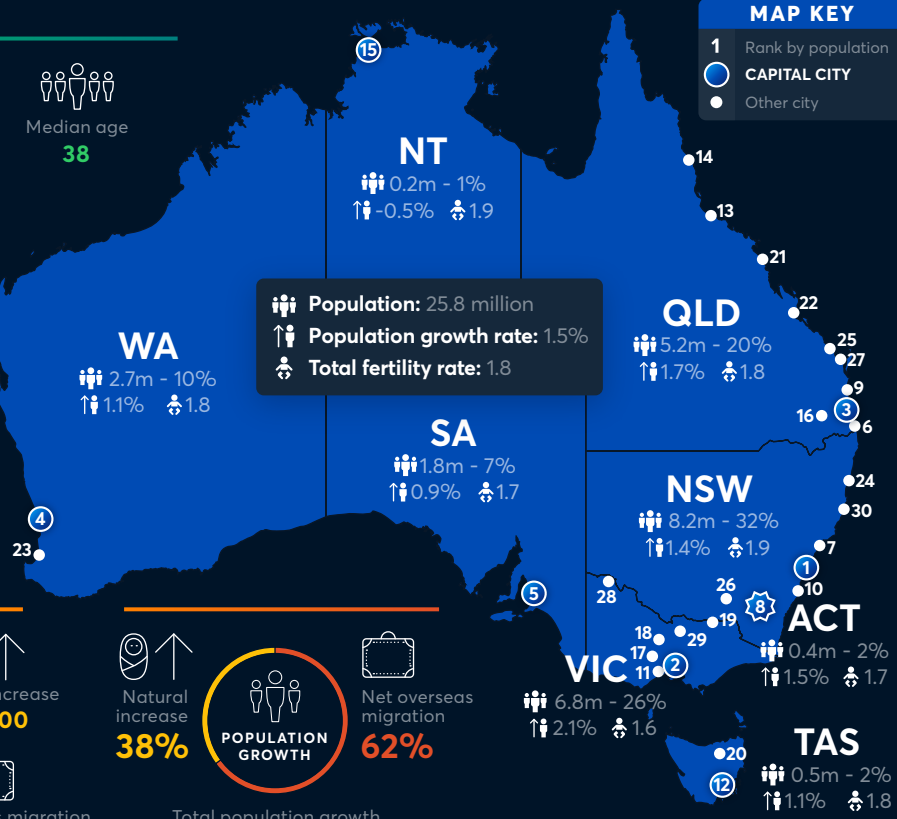 MAP KEY
1 Rank by population
CAPITAL CITY
Other city
Median age
38
15
14
13
21
22
25
27
9
3
16
6
24
30
7
1
10
26
8
19
28
18
29
17
2
11
5
4
23
20
12
NT
0.2m - 1%
-0.5% 1.9
Population: 25.8 million
Population growth rate: 1.5%
Total fertility rate: 1.8
QLD
5.2m - 20%
1.7% 1.8
WA
2.7m - 10%
1.1% 1.8
SA
1.8m - 7%
0.9% 1.7
NSW
8.2m - 32%
1.4% 1.9
ACT
0.4m - 2%
1.5% 1.7
VIC
6.8m - 26%
2.1% 1.6
TAS
0.5m - 2%
1.1% 1.8
Natural
increase
38%
POPULATION
GROWTH
Net overseas
migration
62%
ncrease
00
migration
Total population growth